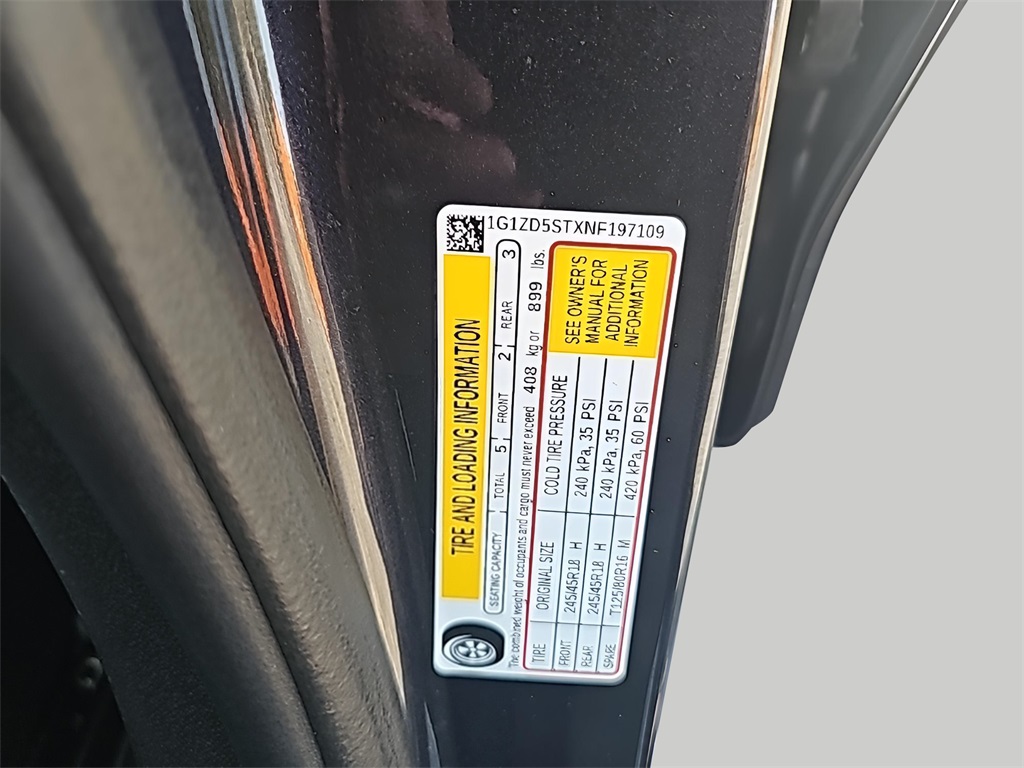 1G1ZD5STXNF197109
TIRE AND LOADING INFORMATION
SEATING CAPACITY TOTAL 5 FRONT 2 REAR 3
The combined weight of occupants and cargo must never exceed 408 kg or 899 lbs.
TIRE ORIGINAL SIZE COLD TIRE PRESSURE
FRONT 245/45R18 H 240 kPa, 35 PSI
REAR 245/45R18 H 240 kPa, 35 PSI
SPARE T125/80R16 M 420 kPa, 60 PSI
SEE OWNER'S
MANUAL FOR
ADDITIONAL
INFORMATION